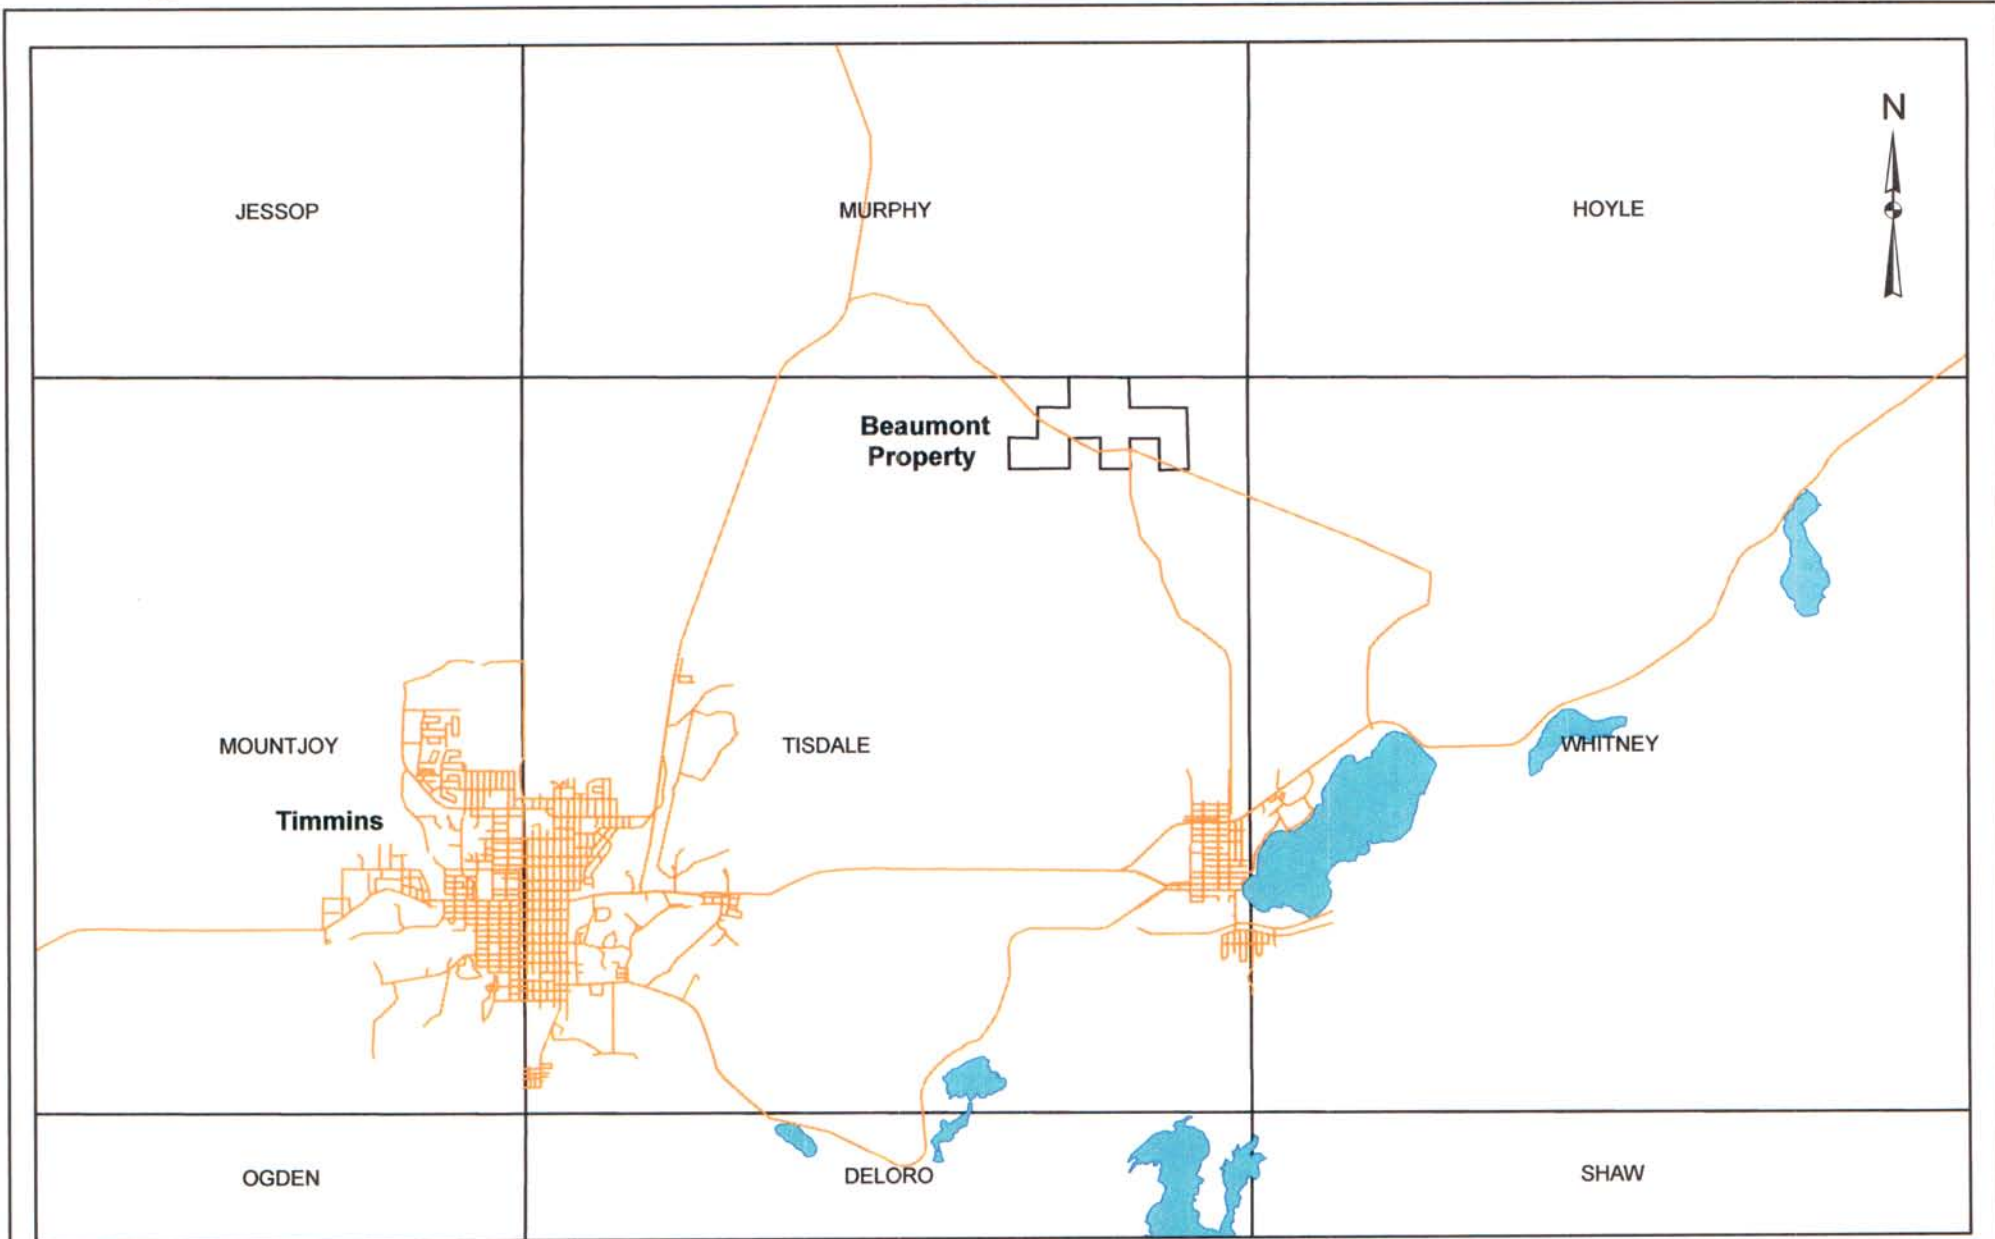 N
JESSOP
MURPHY
HOYLE
Beaumont
Property
MOUNTJOY
TISDALE
WHITNEY
Timmins
OGDEN
DELORO
SHAW